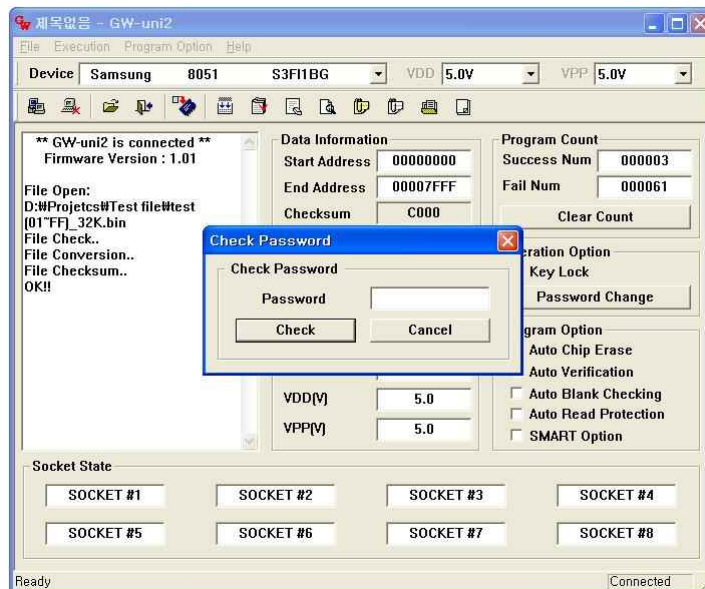 제목없음 - GW-uni2
File Execution Program Option Help
Device Samsung 8051 S3FI1BG VDD 5.0V VPP 5.0V
** GW-uni2 is connected **
Firmware Version : 1.01
File Open:
D:₩Projetcs₩Test file₩test
(01~FF)_32K.bin
File Check..
File Conversion..
File Checksum..
OK!!
Data Information
Start Address 00000000
End Address 00007FFF
Checksum C000
VDD(V) 5.0
VPP(V) 5.0
Program Count
Success Num 000003
Fail Num 000061
Clear Count
eration Option
Key Lock
Password Change
gram Option
Auto Chip Erase
Auto Verification
Auto Blank Checking
Auto Read Protection
SMART Option
Check Password
Check Password
Password
Check Cancel
Socket State
SOCKET #1 SOCKET #2 SOCKET #3 SOCKET #4
SOCKET #5 SOCKET #6 SOCKET #7 SOCKET #8
Ready Connected